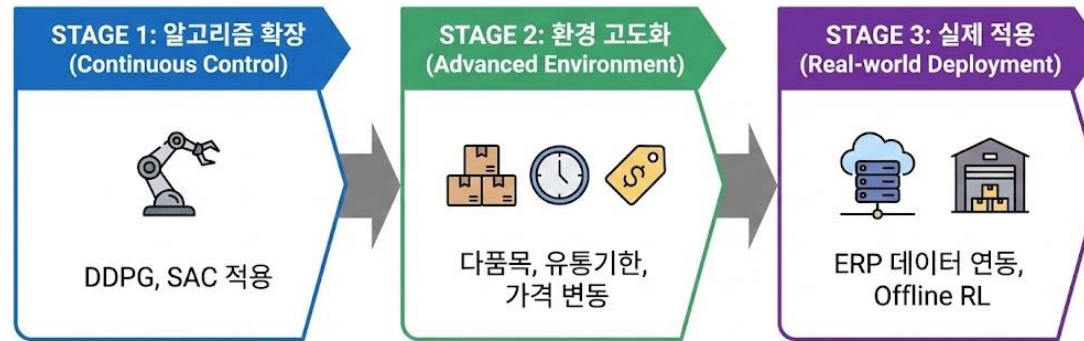 STAGE 1: 알고리즘 확장
(Continuous Control)
DDPG, SAC 적용
STAGE 2: 환경 고도화
(Advanced Environment)
$
다품목, 유통기한,
가격 변동
STAGE 3: 실제 적용
(Real-world Deployment)
ERP 데이터 연동,
Offline RL